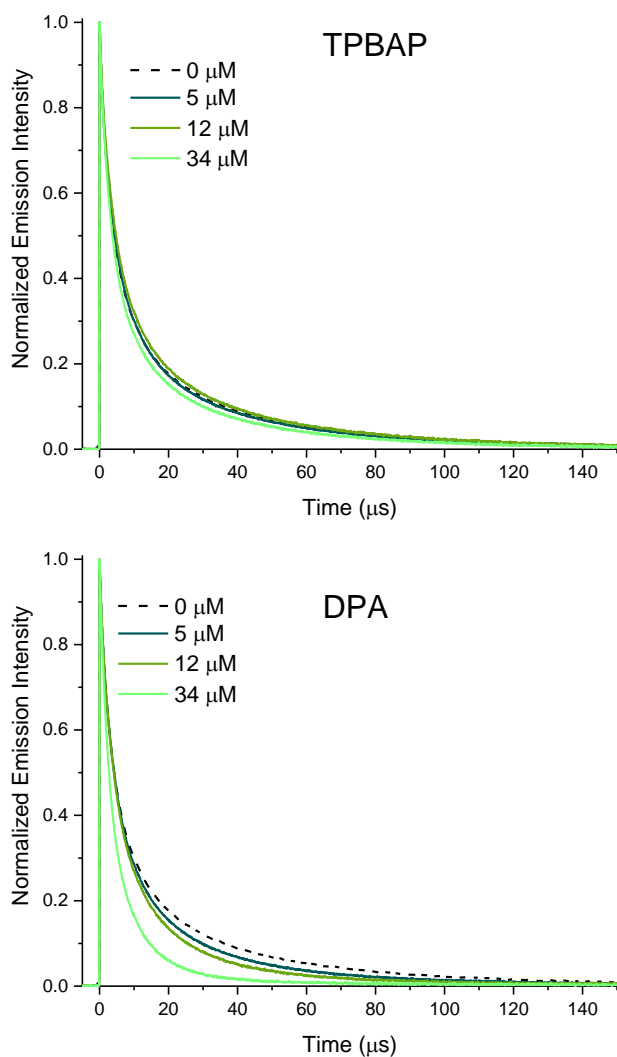 TPBAP
0 μM
5 μM
12 μM
34 μM
Normalized Emission Intensity
1.0
0.8
0.6
0.4
0.2
0.0
0 20 40 60 80 100 120 140
Time (μs)
DPA
0 μM
5 μM
12 μM
34 μM
Normalized Emission Intensity
1.0
0.8
0.6
0.4
0.2
0.0
0 20 40 60 80 100 120 140
Time (μs)